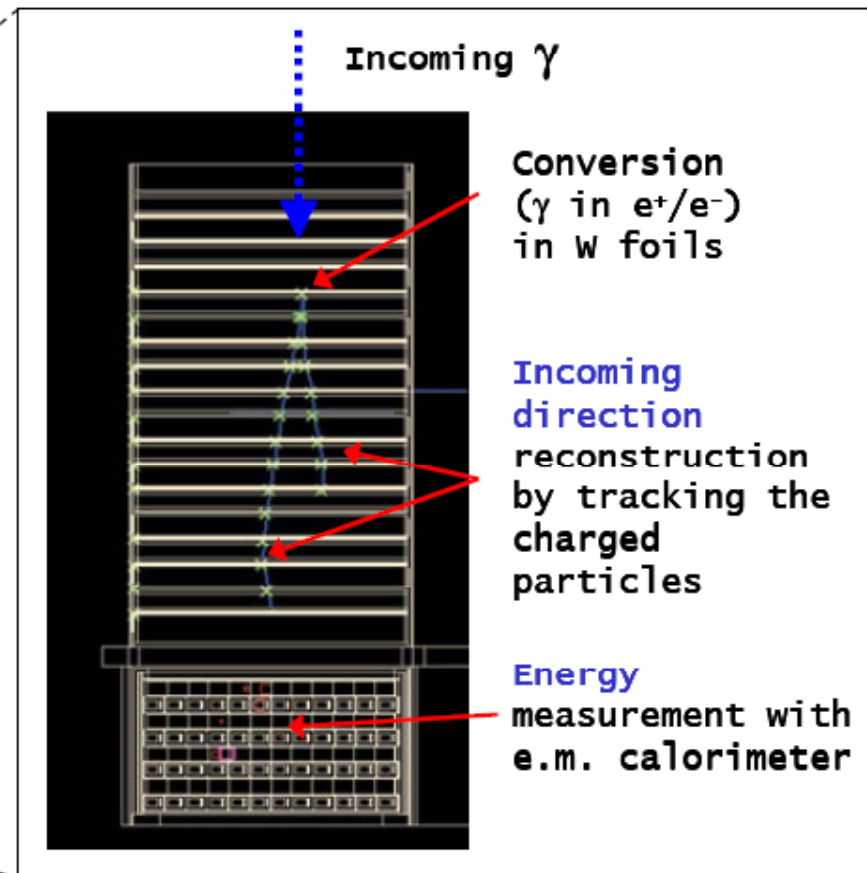 Incoming γ
Conversion
(γ in e⁺/e⁻)
in W foils
Incoming
direction
reconstruction
by tracking the
charged
particles
Energy
measurement with
e.m. calorimeter